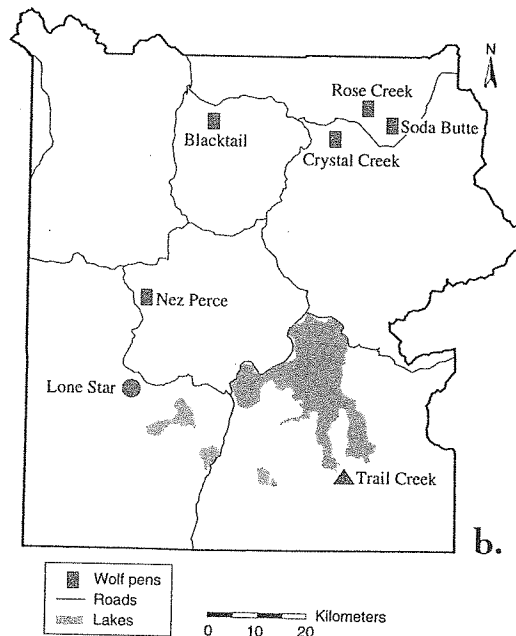 N
Rose Creek
Soda Butte
Blacktail
Crystal Creek
Nez Perce
Lone Star
Trail Creek
b.
Wolf pens
Roads
Lakes
Kilometers
0 10 20